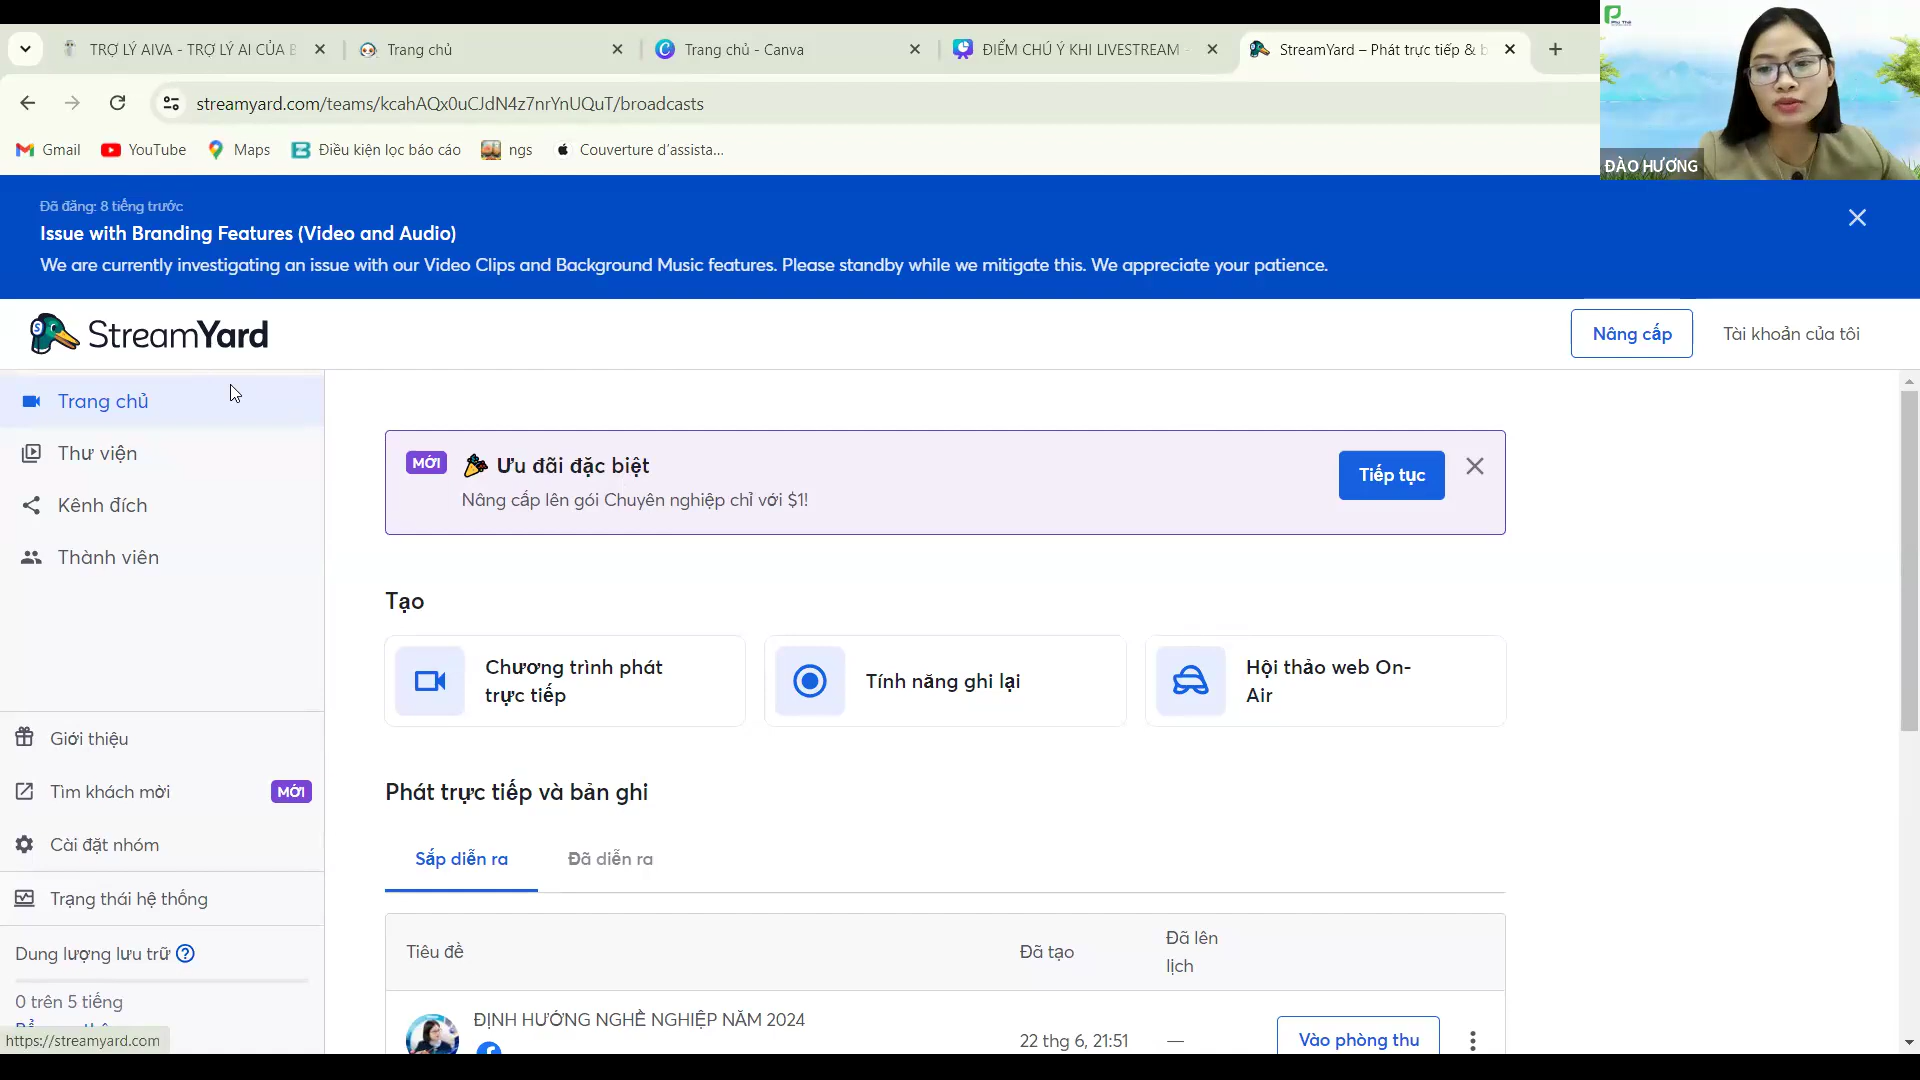 TRỢ LÝ AIVA - TRỢ LÝ AI CỦA B
Trang chủ
Trang chủ - Canva
ĐIỂM CHÚ Ý KHI LIVESTREAM -
StreamYard – Phát trực tiếp & b
streamyard.com/teams/kcahAQx0uCJdN4z7nrYnUQuT/broadcasts
Gmail
YouTube
Maps
Điều kiện lọc báo cáo
ngs
Couverture d'assista...
ĐÀO HƯƠNG
Đã đăng: 8 tiếng trước
Issue with Branding Features (Video and Audio)
We are currently investigating an issue with our Video Clips and Background Music features. Please standby while we mitigate this. We appreciate your patience.
StreamYard
Nâng cấp
Tài khoản của tôi
Trang chủ
Thư viện
Kênh đích
Thành viên
Giới thiệu
Tìm khách mời
MỚI
Cài đặt nhóm
Trạng thái hệ thống
Dung lượng lưu trữ
0 trên 5 tiếng
https://streamyard.com
MỚI
Ưu đãi đặc biệt
Nâng cấp lên gói Chuyên nghiệp chỉ với $1!
Tiếp tục
Tạo
Chương trình phát
trực tiếp
Tính năng ghi lại
Hội thảo web On-
Air
Phát trực tiếp và bản ghi
Sắp diễn ra
Đã diễn ra
Tiêu đề
Đã tạo
Đã lên
lịch
ĐỊNH HƯỚNG NGHỀ NGHIỆP NĂM 2024
22 thg 6, 21:51
—
Vào phòng thu